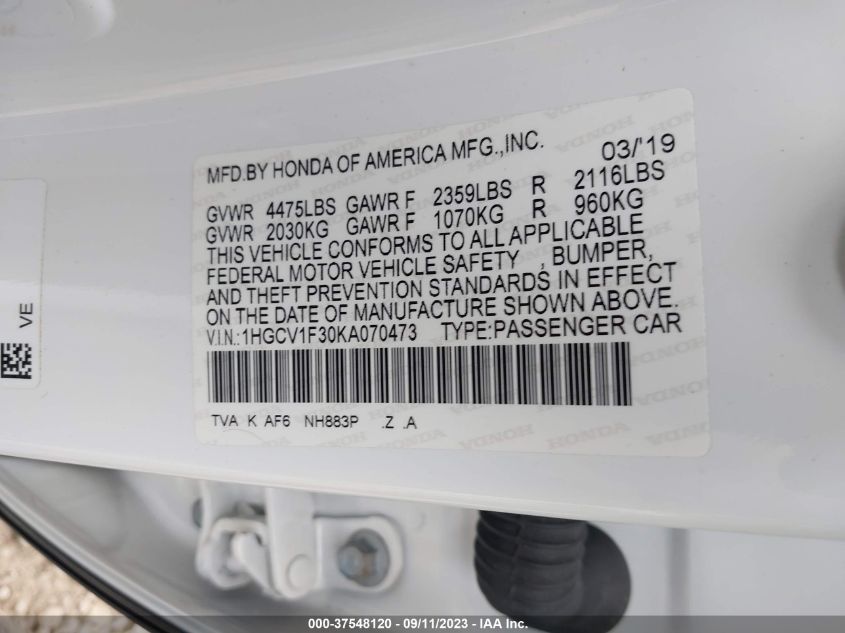 MFD.BY HONDA OF AMERICA MFG.,INC. 03/'19
GVWR 4475LBS GAWR F 2359LBS R 2116LBS
GVWR 2030KG GAWR F 1070KG R 960KG
THIS VEHICLE CONFORMS TO ALL APPLICABLE
FEDERAL MOTOR VEHICLE SAFETY , BUMPER,
AND THEFT PREVENTION STANDARDS IN EFFECT
ON THE DATE OF MANUFACTURE SHOWN ABOVE.
V.I.N.:1HGCV1F30KA070473 TYPE:PASSENGER CAR
TVA K AF6 NH883P .Z .A
VE
000-37548120 - 09/11/2023 - IAA Inc.